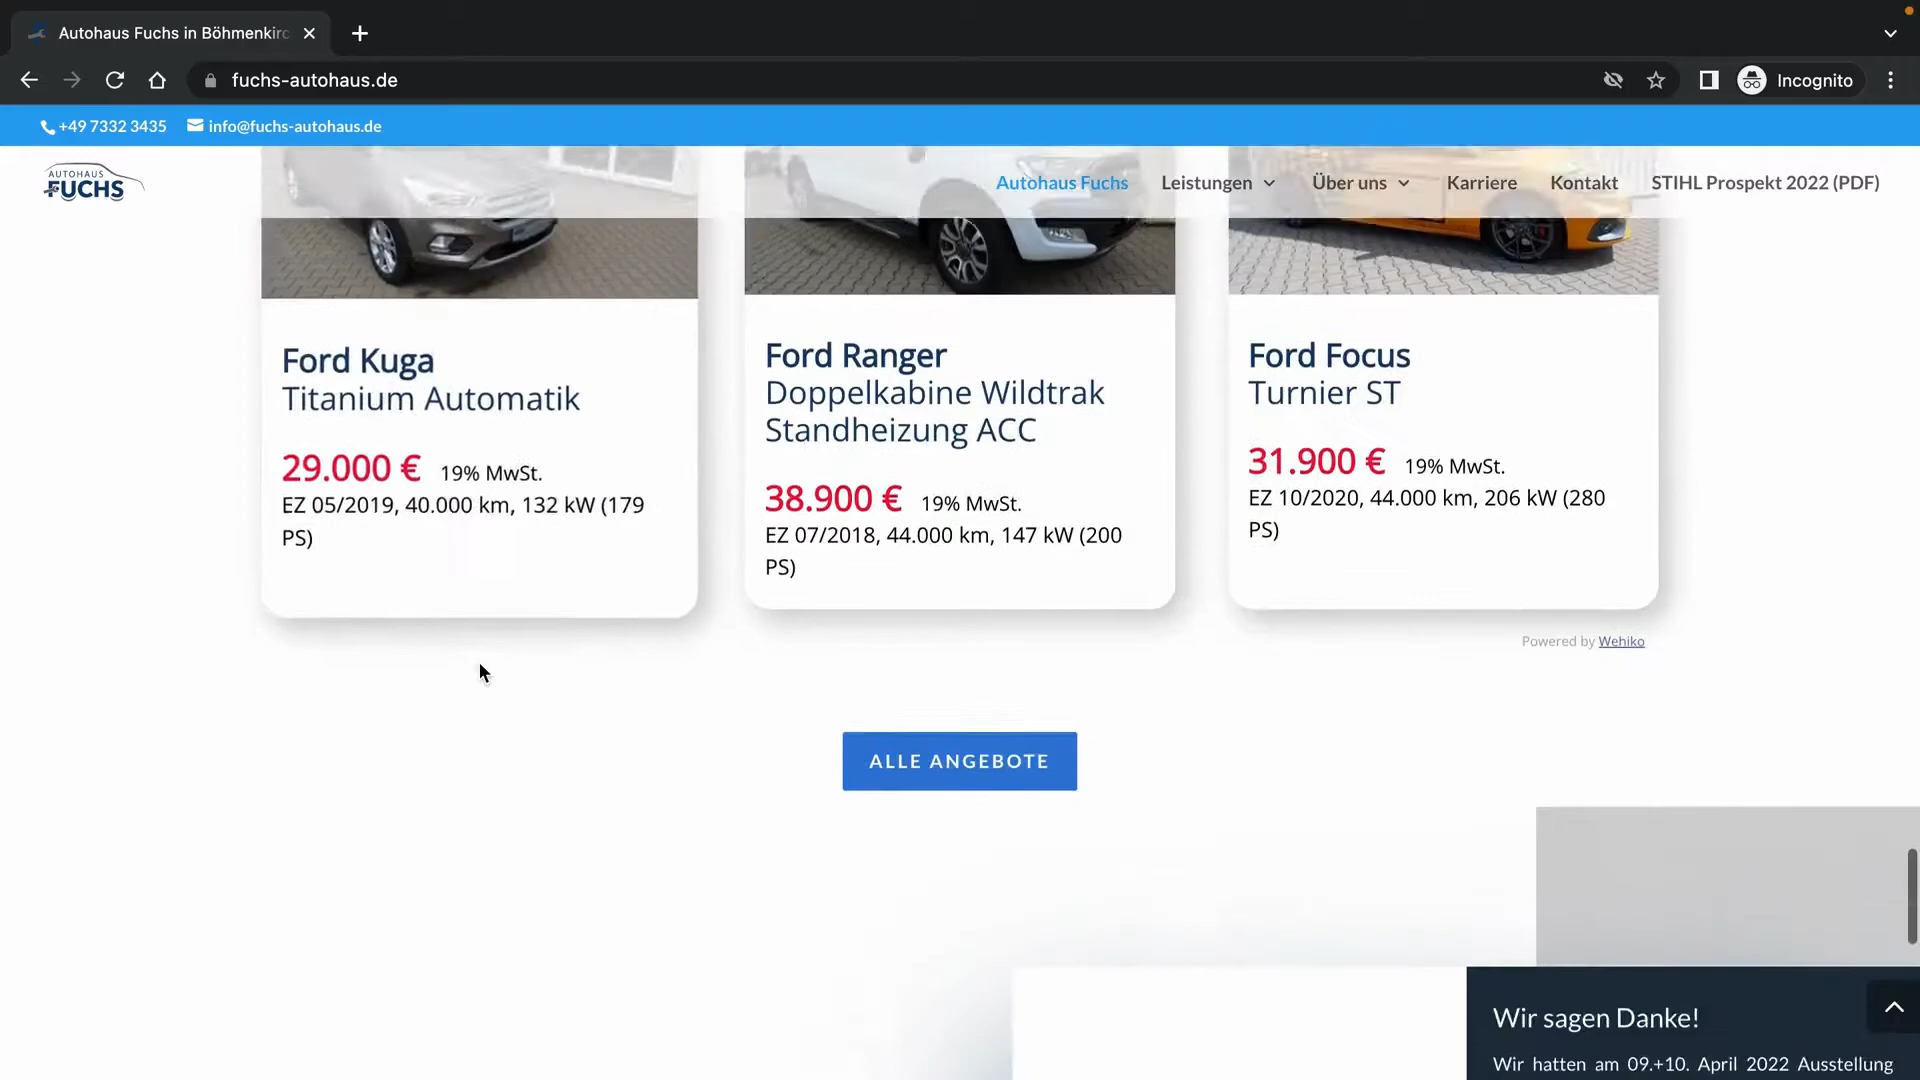 Autohaus Fuchs in Böhmenkirc
fuchs-autohaus.de
Incognito
+49 7332 3435 info@fuchs-autohaus.de
AUTOHAUS
FUCHS
Autohaus Fuchs Leistungen Über uns Karriere Kontakt STIHL Prospekt 2022 (PDF)
Ford Kuga
Titanium Automatik
29.000 € 19% MwSt.
EZ 05/2019, 40.000 km, 132 kW (179
PS)
Ford Ranger
Doppelkabine Wildtrak
Standheizung ACC
38.900 € 19% MwSt.
EZ 07/2018, 44.000 km, 147 kW (200
PS)
Ford Focus
Turnier ST
31.900 € 19% MwSt.
EZ 10/2020, 44.000 km, 206 kW (280
PS)
Powered by Wehiko
ALLE ANGEBOTE
Wir sagen Danke!
Wir hatten am 09.+10. April 2022 Ausstellung